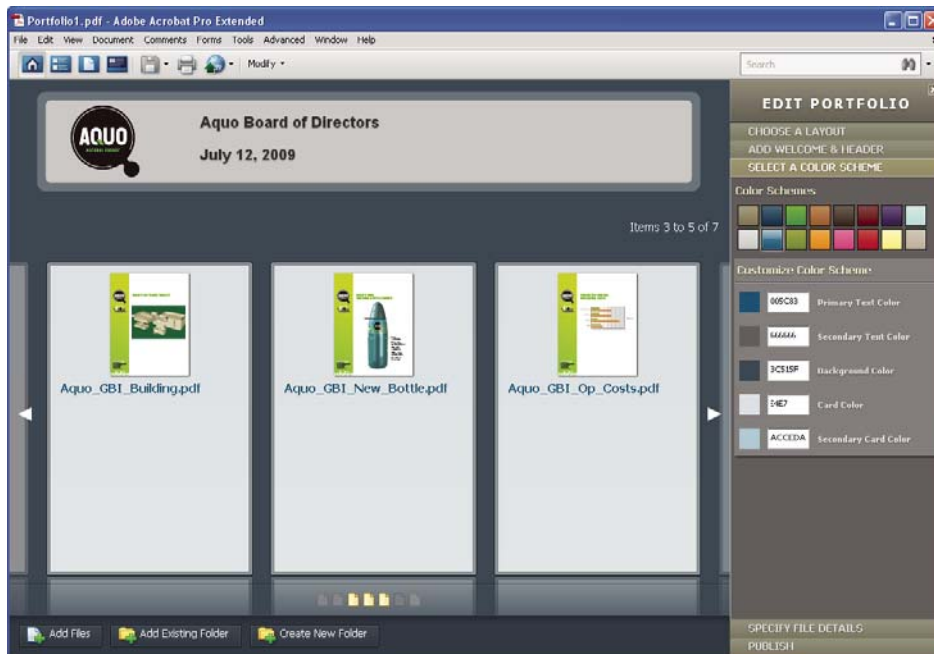 Portfolio1.pdf - Adobe Acrobat Pro Extended
File Edit View Document Comments Forms Tools Advanced Window Help
Modify
Search
AQUO
Aquo Board of Directors
July 12, 2009
Items 3 to 5 of 7
Aquo_GBI_Building.pdf
Aquo_GBI_New_Bottle.pdf
Aquo_GBI_Op_Costs.pdf
Add Files
Add Existing Folder
Create New Folder
EDIT PORTFOLIO
CHOOSE A LAYOUT
ADD WELCOME & HEADER
SELECT A COLOR SCHEME
Color Schemes
Customize Color Scheme
005C83 Primary Text Color
666666 Secondary Text Color
3C515F Background Color
E4E7 Card Color
ACCEDA Secondary Card Color
SPECIFY FILE DETAILS
PUBLISH